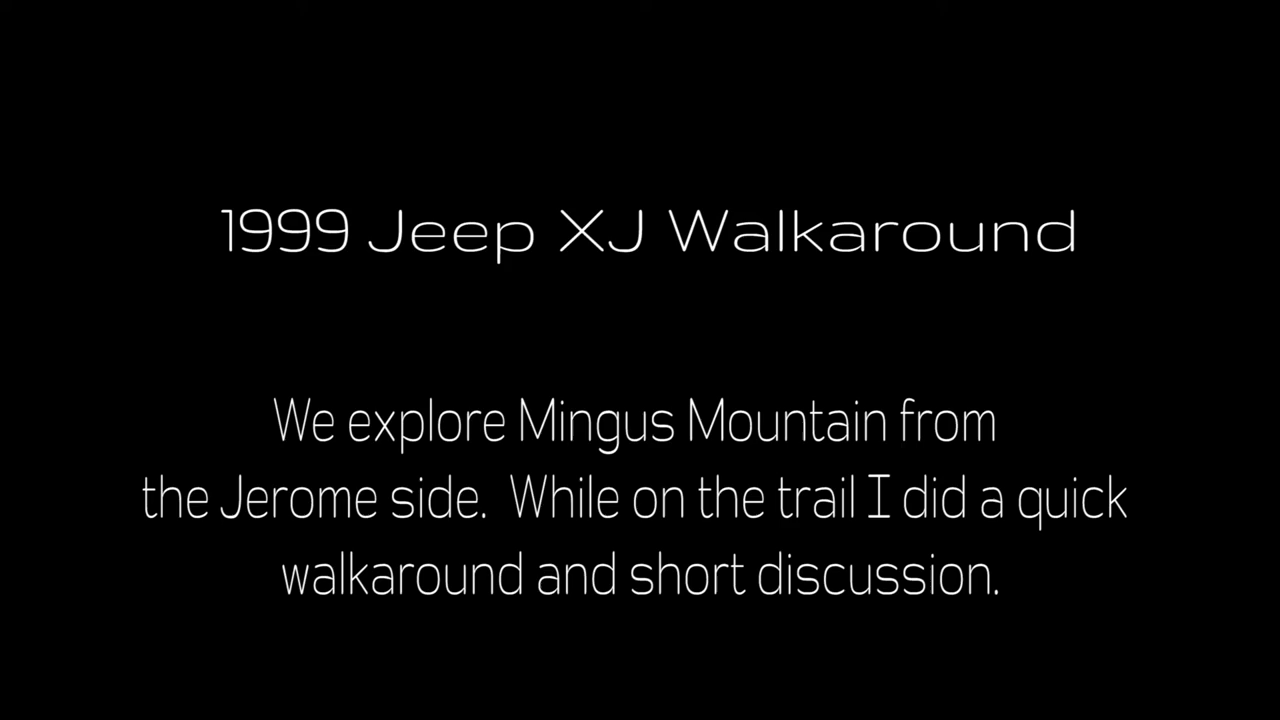 1999 Jeep XJ Walkaround
We explore Mingus Mountain from
the Jerome side.  While on the trail I did a quick
walkaround and short discussion.